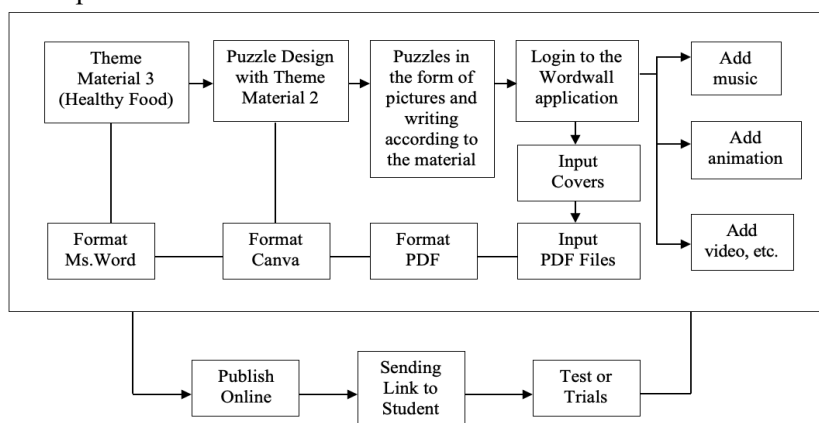 Theme
Material 3
(Healthy Food)
Puzzle Design
with Theme
Material 2
Puzzles in
the form of
pictures and
writing
according to
the material
Login to the
Wordwall
application
Add
music
Add
animation
Input
Covers
Add
video, etc.
Format
Ms.Word
Format
Canva
Format
PDF
Input
PDF Files
Publish
Online
Sending
Link to
Student
Test or
Trials